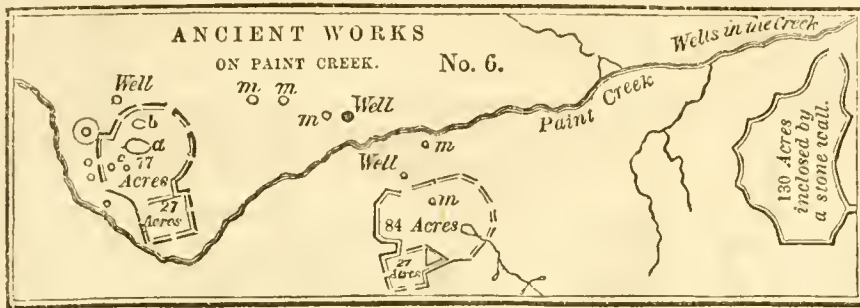 ANCIENT WORKS
ON PAINT CREEK.
No. 6.
Wells in the Creek
Paint Creek
Well
m m
m Well
b
a
c 77
Acres
27
Acres
m
Well
m
84 Acres
27
Acres
130 Acres
inclosed by
a stone wall.